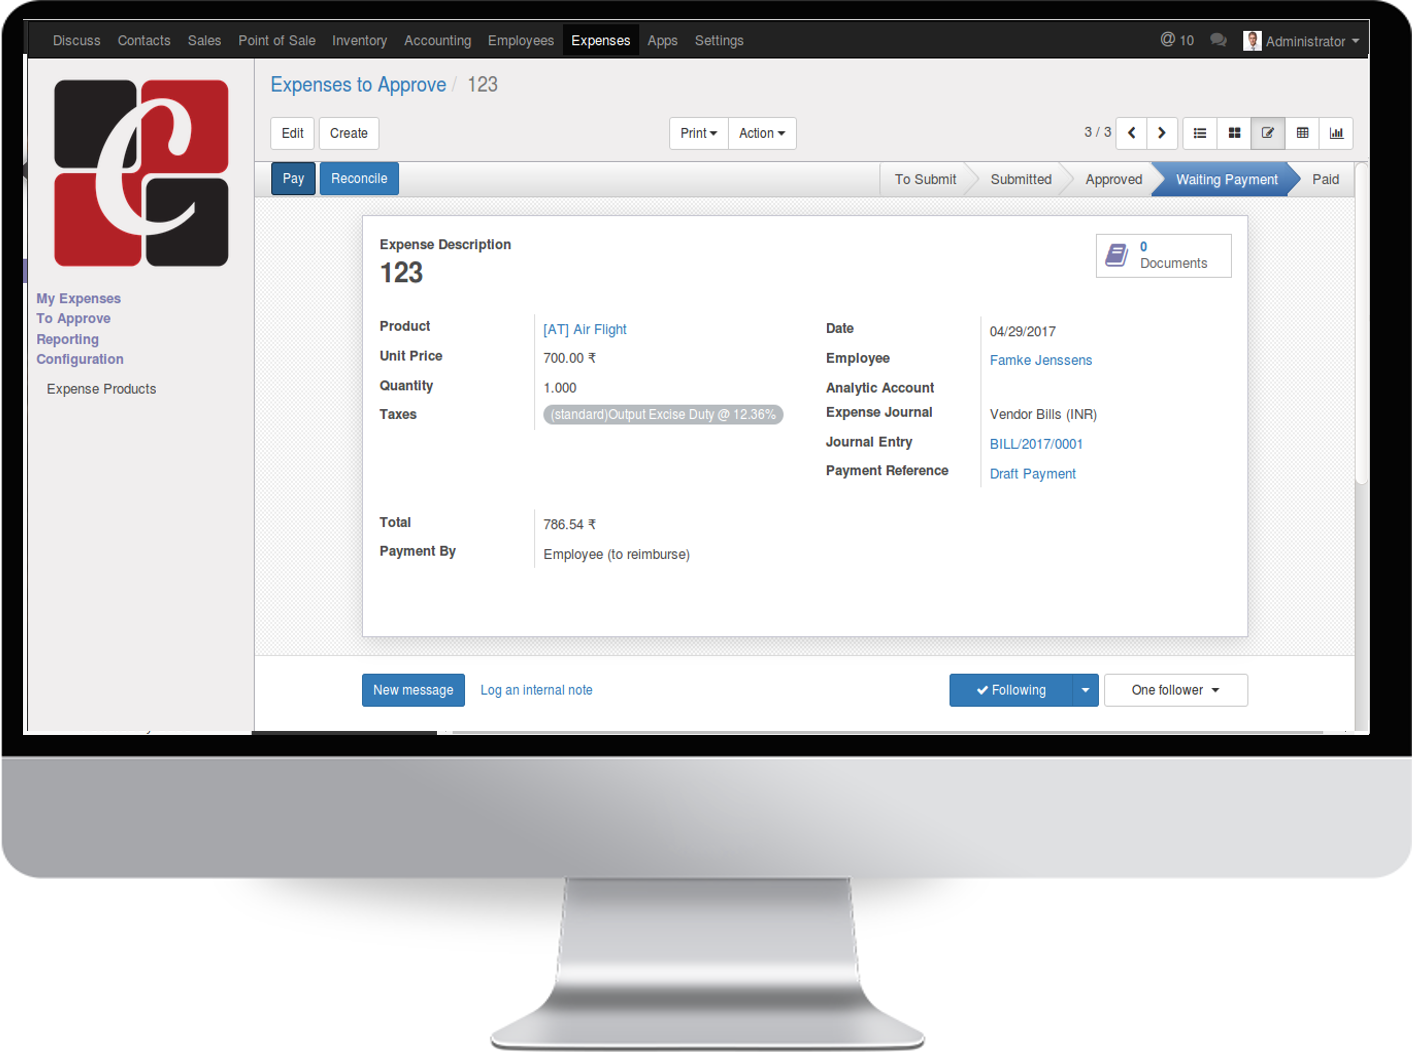 Discuss Contacts Sales Point of Sale Inventory Accounting Employees Expenses Apps Settings @ 10 Administrator
C
Expenses to Approve / 123
Edit Create Print Action 3 / 3
Pay Reconcile To Submit Submitted Approved Waiting Payment Paid
My Expenses
To Approve
Reporting
Configuration
Expense Products
Expense Description
123
0
Documents
Product [AT] Air Flight
Unit Price 700.00 ₹
Quantity 1.000
Taxes (standard)Output Excise Duty @ 12.36%
Date 04/29/2017
Employee Famke Jenssens
Analytic Account
Expense Journal Vendor Bills (INR)
Journal Entry BILL/2017/0001
Payment Reference Draft Payment
Total 786.54 ₹
Payment By Employee (to reimburse)
New message Log an internal note Following One follower